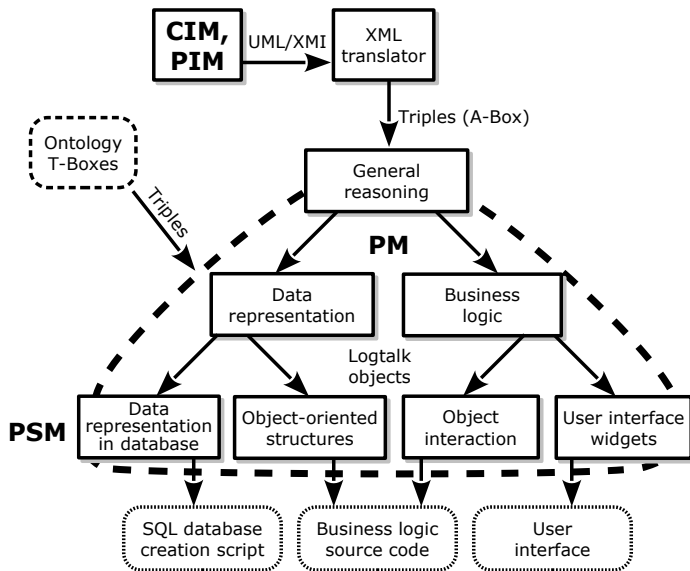 CIM,
PIM
UML/XMI
XML
translator
Triples (A-Box)
Ontology
T-Boxes
General
reasoning
Triples
PM
Data
representation
Business
logic
Logtalk
objects
PSM
Data
representation
in database
Object-oriented
structures
Object
interaction
User interface
widgets
SQL database
creation script
Business logic
source code
User
interface